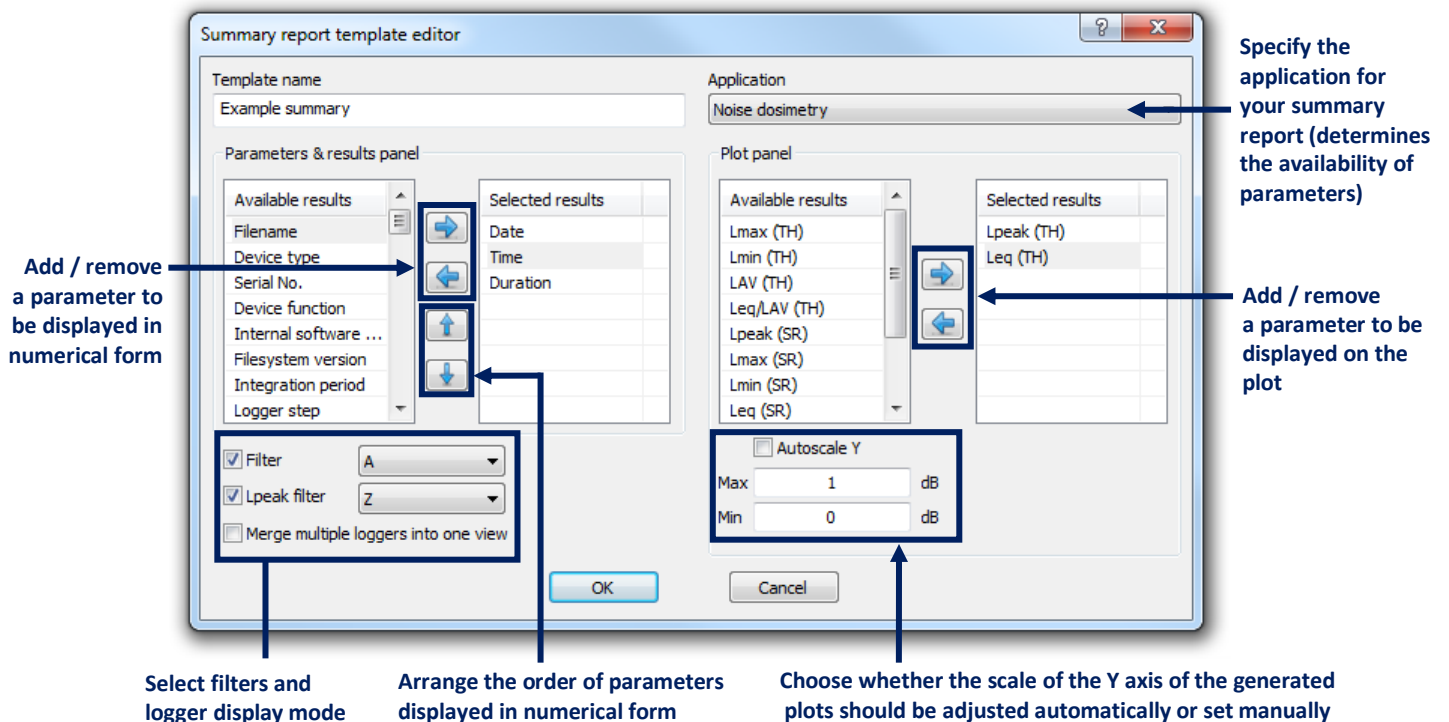 Summary report template editor
Specify the
application for
your summary
report (determines
the availability of
parameters)
Template name
Application
Example summary
Noise dosimetry
Parameters & results panel
Plot panel
Available results
Selected results
Filename
Date
Device type
Time
Serial No.
Duration
Device function
Internal software ...
Filesystem version
Integration period
Logger step
Available results
Selected results
Lmax (TH)
Lpeak (TH)
Lmin (TH)
Leq (TH)
LAV (TH)
Leq/LAV (TH)
Lpeak (SR)
Lmax (SR)
Lmin (SR)
Leq (SR)
Add / remove
a parameter to
be displayed in
numerical form
Add / remove
a parameter to be
displayed on the
plot
Filter A
Lpeak filter Z
Merge multiple loggers into one view
Autoscale Y
Max 1 dB
Min 0 dB
OK
Cancel
Select filters and
logger display mode
Arrange the order of parameters
displayed in numerical form
Choose whether the scale of the Y axis of the generated
plots should be adjusted automatically or set manually